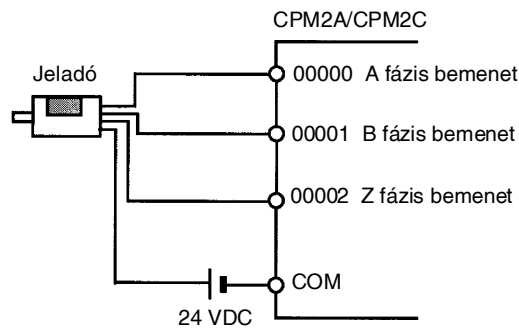 CPM2A/CPM2C
Jeladó
00000 A fázis bemenet
00001 B fázis bemenet
00002 Z fázis bemenet
COM
24 VDC